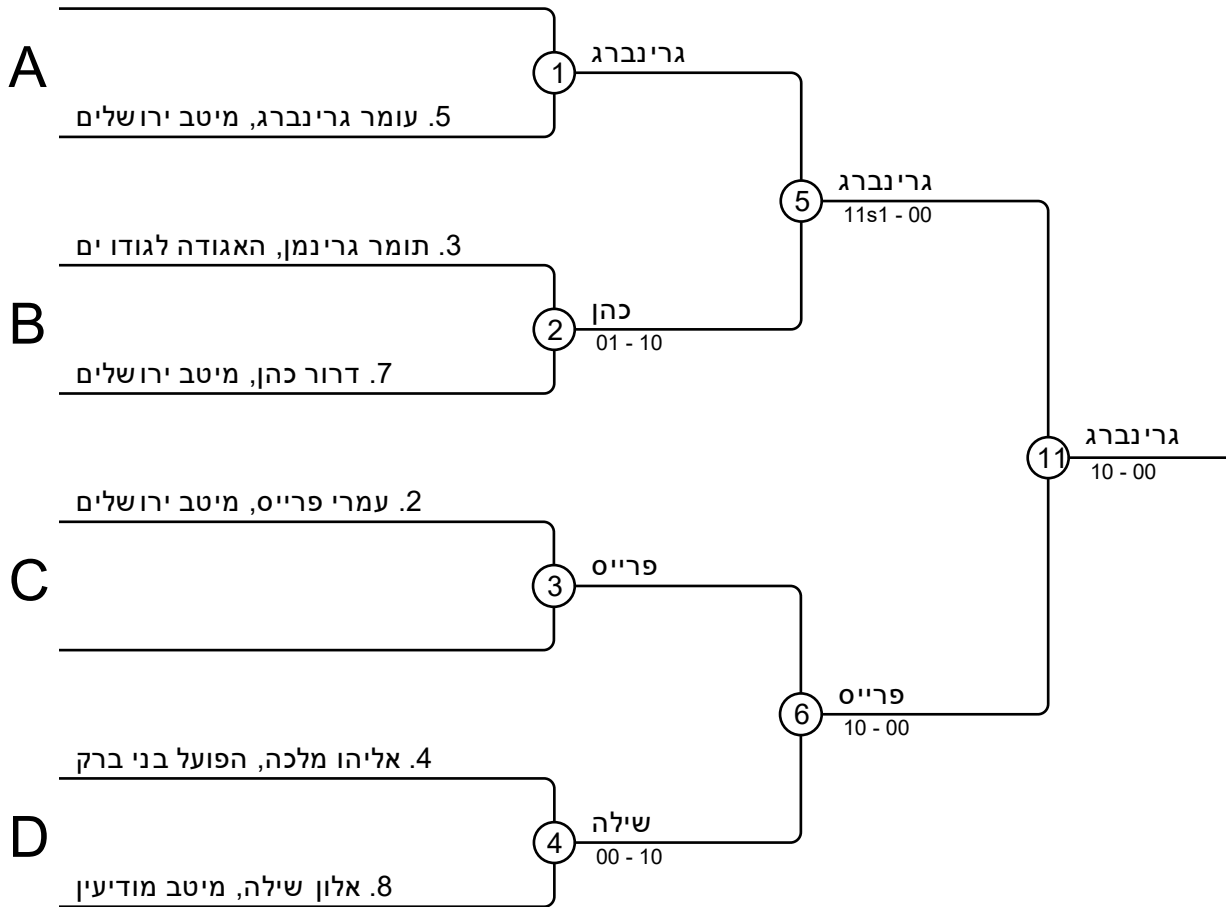 A
גרינברג
1
5. עומר גרינברג, מיטב ירושלים
גרינברג
5
11s1 - 00
3. תומר גרינמן, האגודה לגודו ים
B
כהן
2
01 - 10
7. דרור כהן, מיטב ירושלים
גרינברג
11
10 - 00
2. עמרי פרייס, מיטב ירושלים
C
פרייס
3
פרייס
6
10 - 00
4. אליהו מלכה, הפועל בני ברק
D
שילה
4
00 - 10
8. אלון שילה, מיטב מודיעין